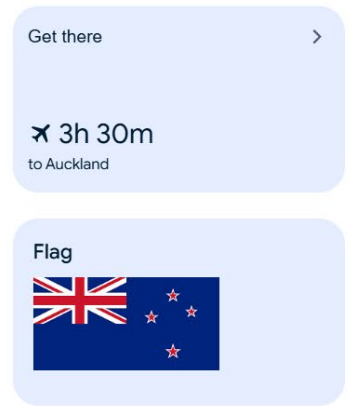 Get there
3h 30m
to Auckland
Flag